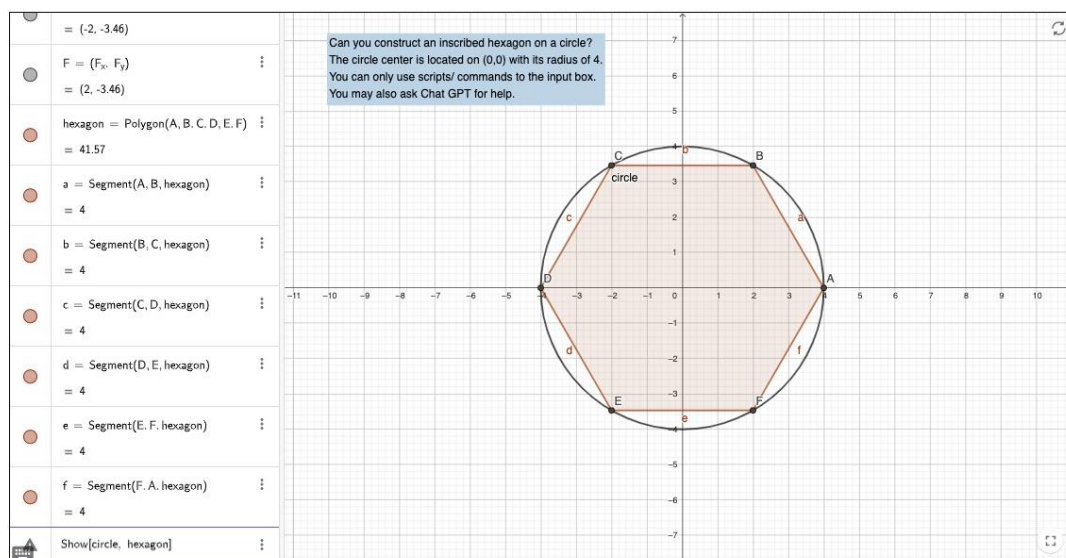 = (-2, -3.46)
F = (Fx, Fy)
= (2, -3.46)
hexagon = Polygon(A, B, C, D, E, F)
= 41.57
a = Segment(A, B, hexagon)
= 4
b = Segment(B, C, hexagon)
= 4
c = Segment(C, D, hexagon)
= 4
d = Segment(D, E, hexagon)
= 4
e = Segment(E, F, hexagon)
= 4
f = Segment(F, A, hexagon)
= 4
Show[circle, hexagon]
Can you construct an inscribed hexagon on a circle?
The circle center is located on (0,0) with its radius of 4.
You can only use scripts/ commands to the input box.
You may also ask Chat GPT for help.
7
6
5
4
b
C
B
3
circle
c
2
a
1
D
A
-11 -10 -9 -8 -7 -6 -5 -4 -3 -2 -1 0 1 2 3 4 5 6 7 8 9 10
-1
d
f
-2
-3
E
F
e
-4
-5
-6
-7